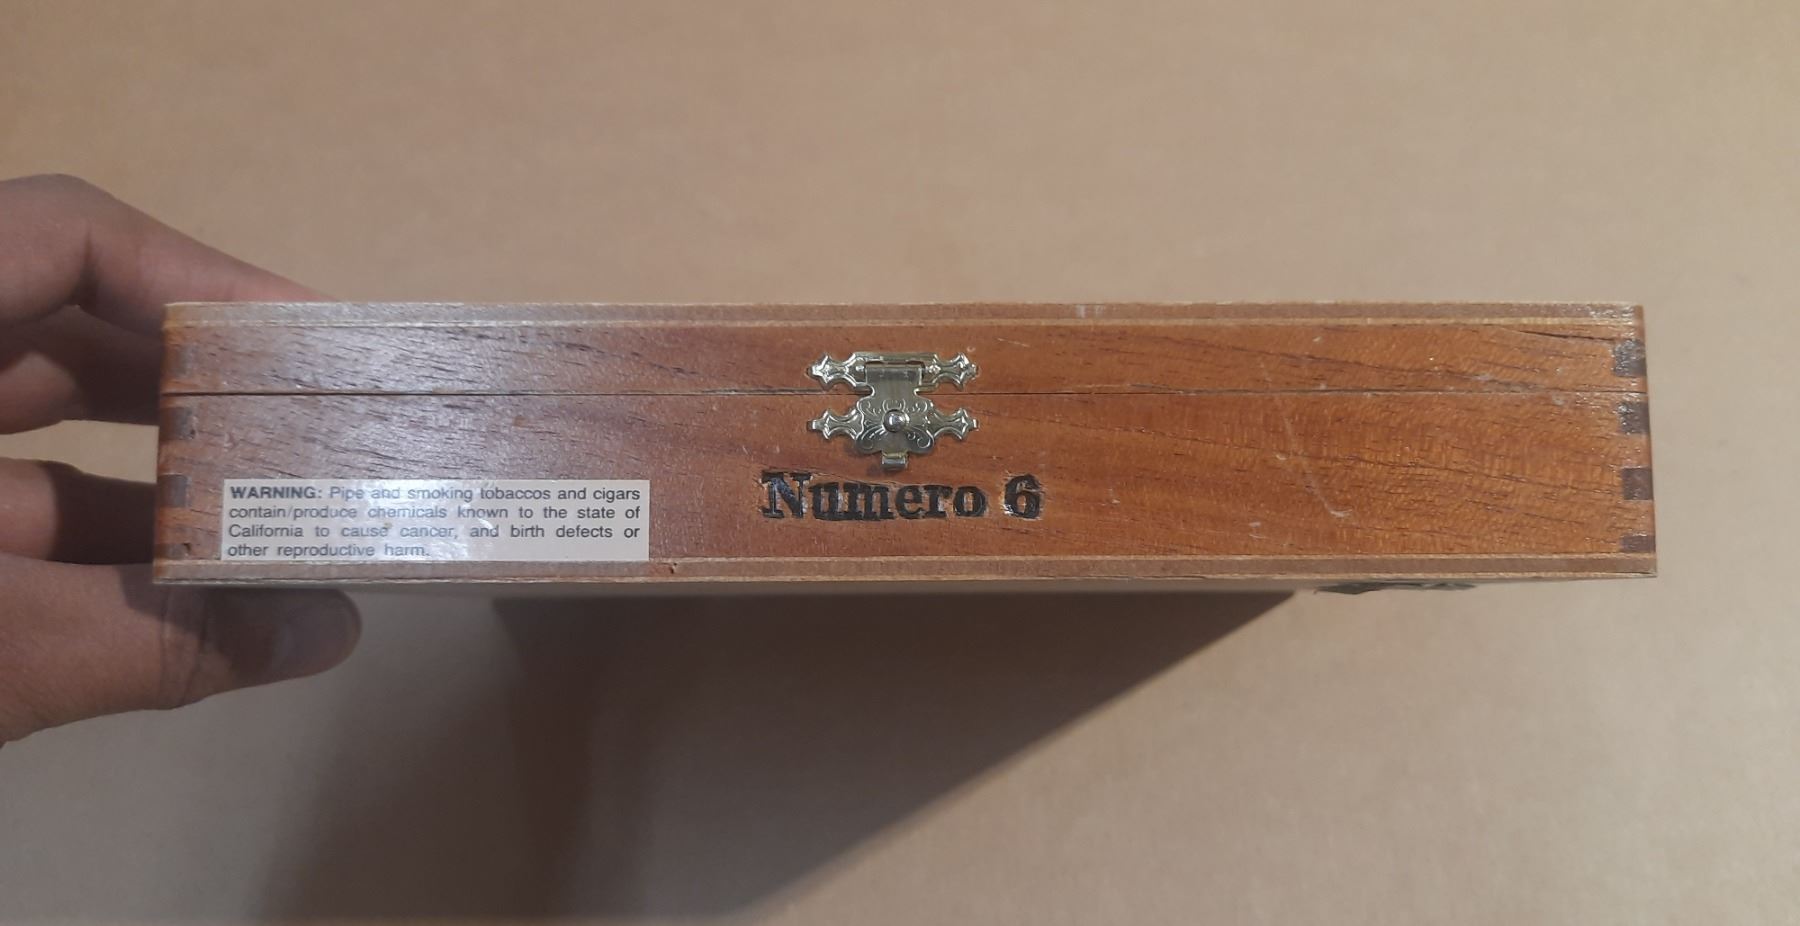 WARNING: Pipe and smoking tobaccos and cigars
contain/produce chemicals known to the state of
California to cause cancer, and birth defects or
other reproductive harm.
Numero 6